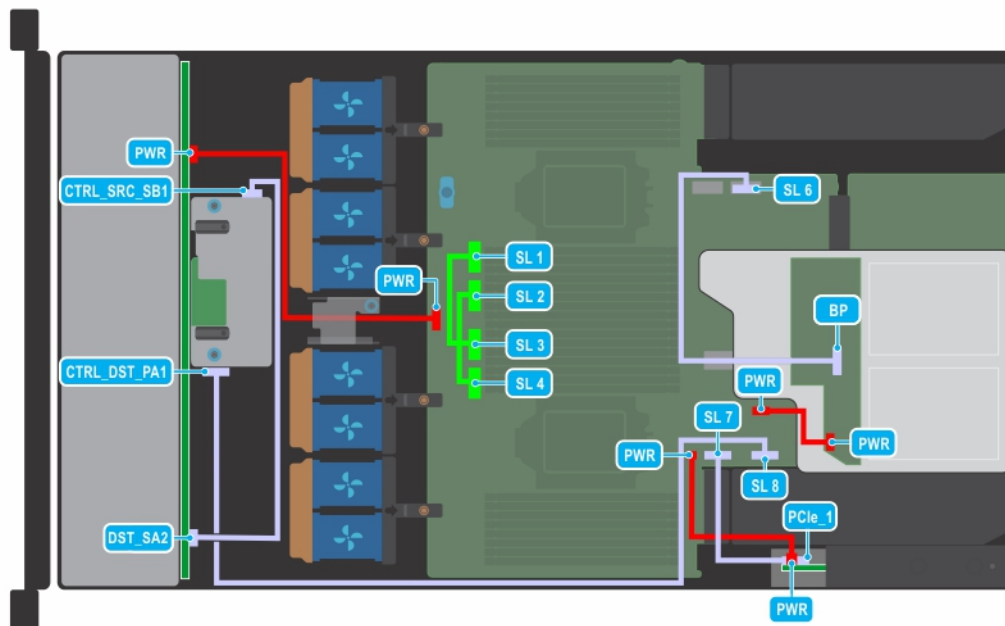 PWR
CTRL_SRC_SB1
SL 6
SL 1
PWR
SL 2
BP
SL 3
CTRL_DST_PA1
SL 4
PWR
SL 7
PWR
PWR
SL 8
PCIe_1
DST_SA2
PWR